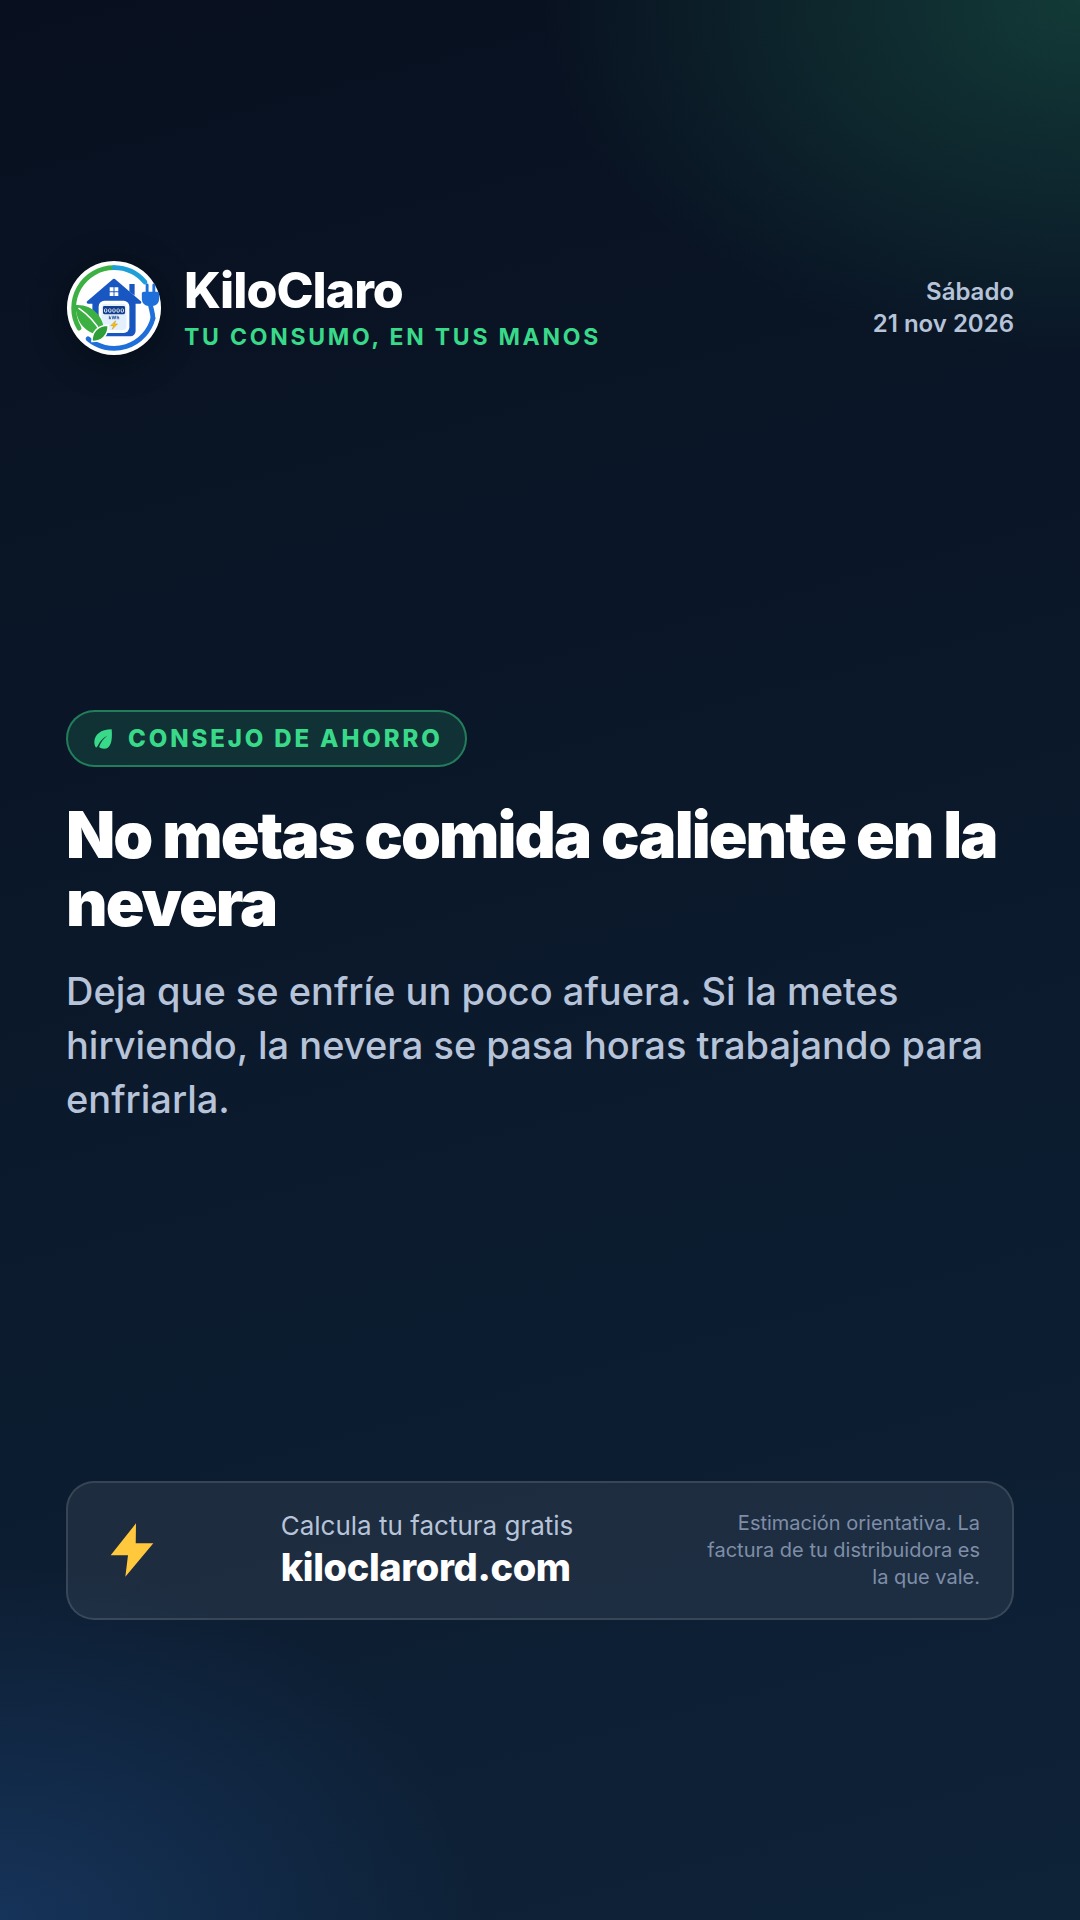 KiloClaro
TU CONSUMO, EN TUS MANOS
Sábado
21 nov 2026
CONSEJO DE AHORRO
No metas comida caliente en la
nevera
Deja que se enfríe un poco afuera. Si la metes
hirviendo, la nevera se pasa horas trabajando para
enfriarla.
Calcula tu factura gratis
kiloclarord.com
Estimación orientativa. La
factura de tu distribuidora es
la que vale.